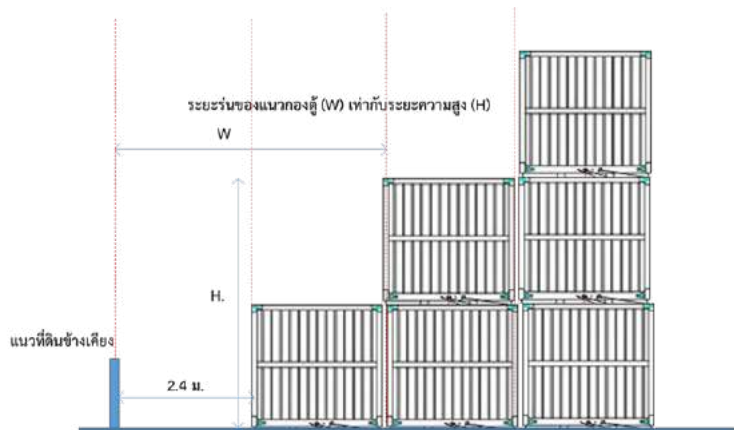 ระยะร่นของแนวกองตู้ (W) เท่ากับระยะความสูง (H)
W
H.
แนวที่ดินข้างเคียง
2.4 ม.